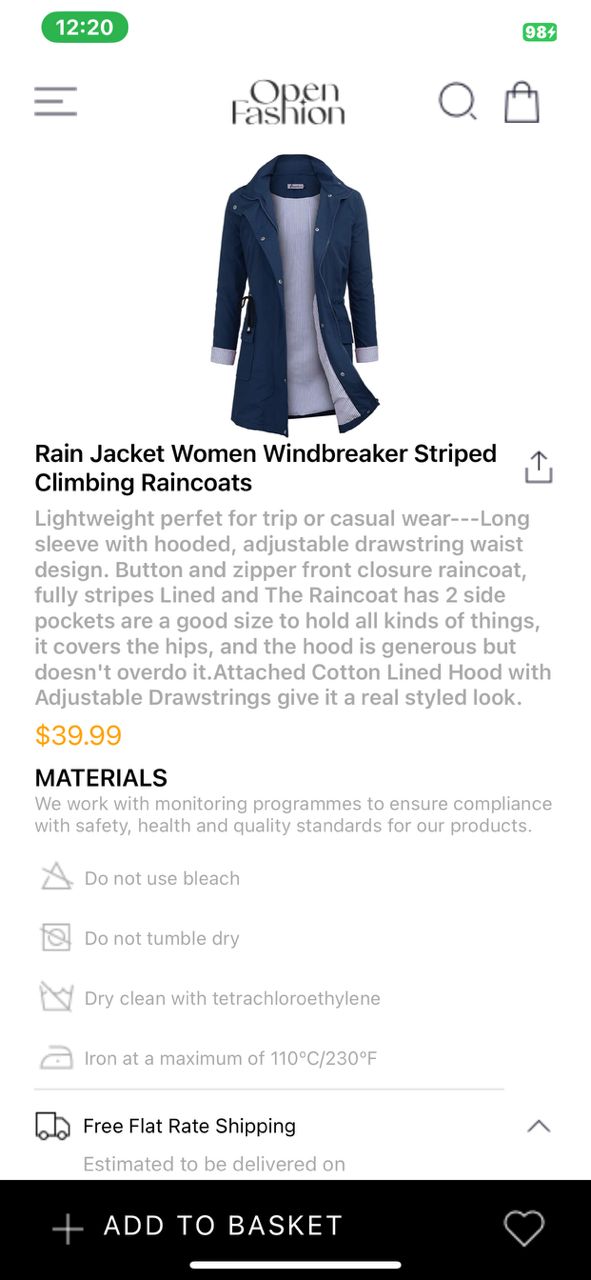 12:20
98
Open
Fashion
Rain Jacket Women Windbreaker Striped
Climbing Raincoats
Lightweight perfet for trip or casual wear---Long
sleeve with hooded, adjustable drawstring waist
design. Button and zipper front closure raincoat,
fully stripes Lined and The Raincoat has 2 side
pockets are a good size to hold all kinds of things,
it covers the hips, and the hood is generous but
doesn't overdo it.Attached Cotton Lined Hood with
Adjustable Drawstrings give it a real styled look.
$39.99
MATERIALS
We work with monitoring programmes to ensure compliance
with safety, health and quality standards for our products.
Do not use bleach
Do not tumble dry
Dry clean with tetrachloroethylene
Iron at a maximum of 110ºC/230ºF
Free Flat Rate Shipping
Estimated to be delivered on
ADD TO BASKET